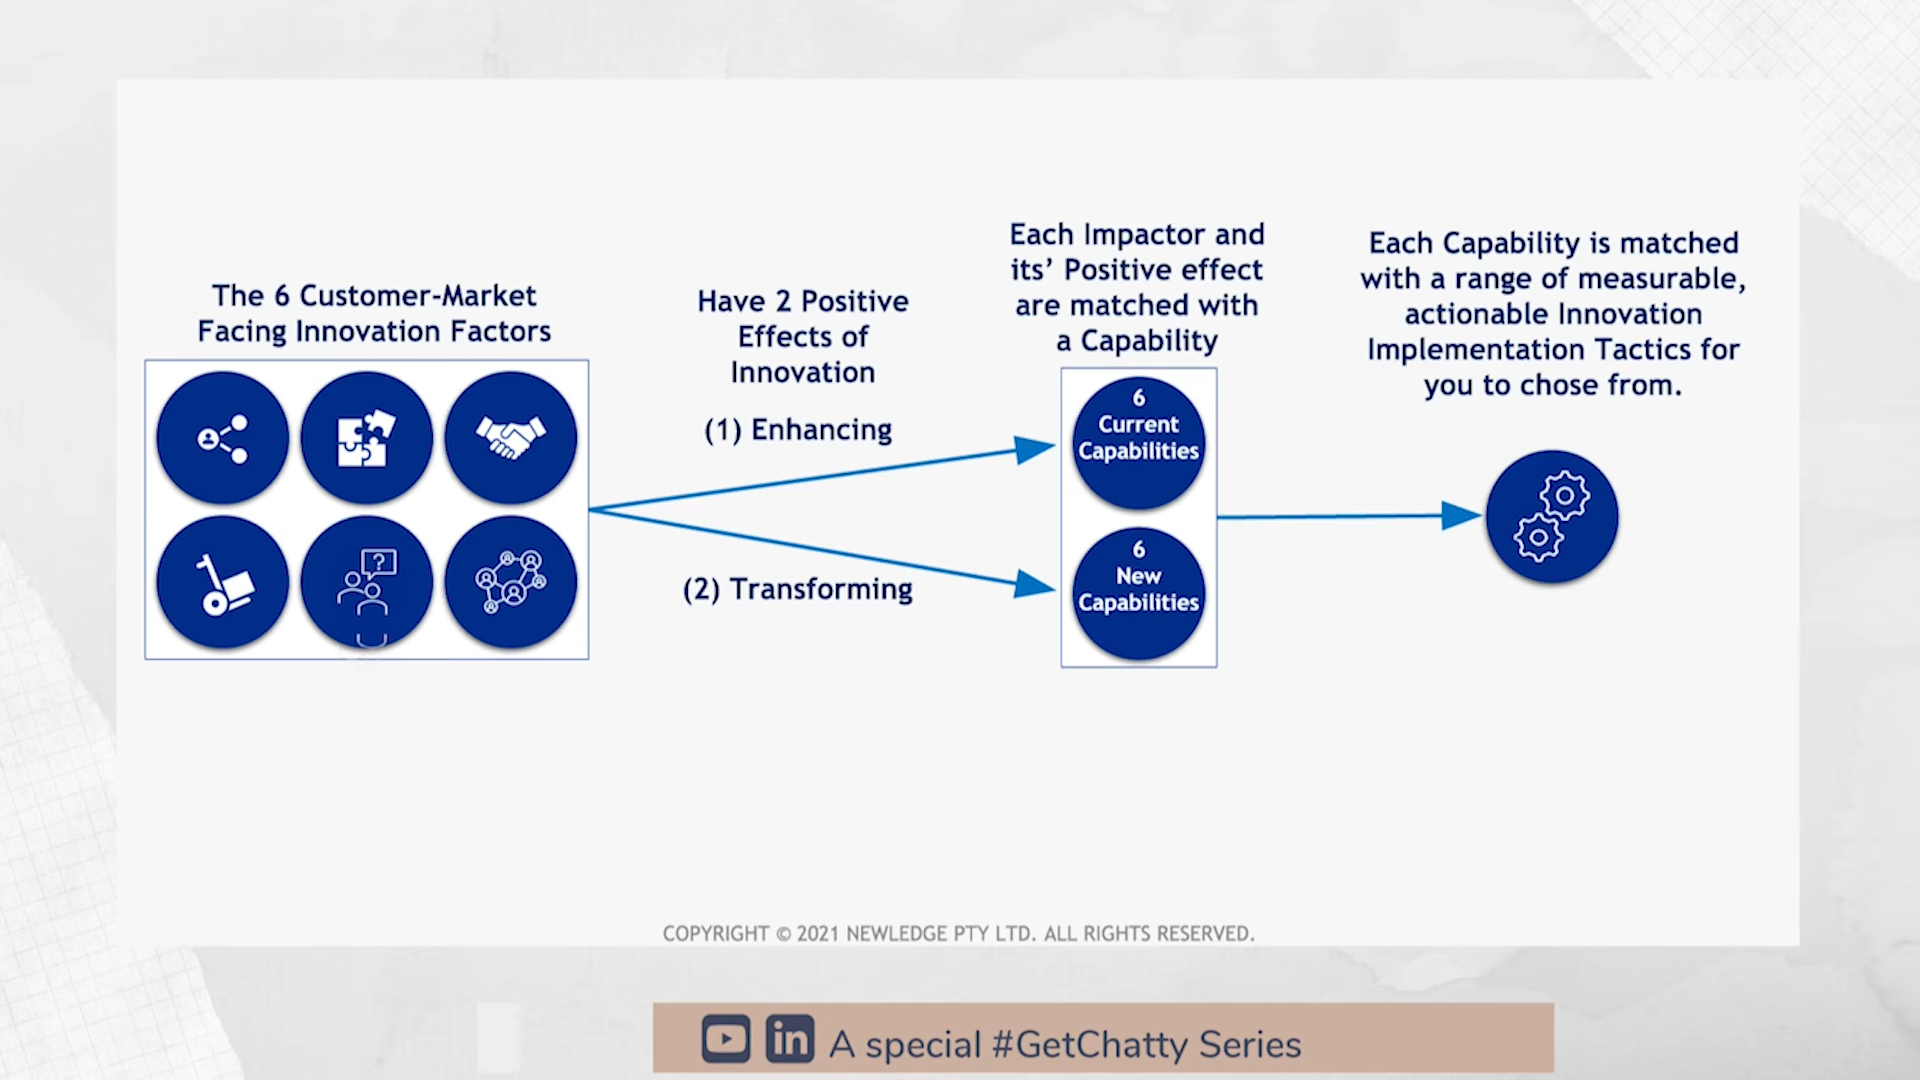 The 6 Customer-Market
Facing Innovation Factors
Have 2 Positive
Effects of
Innovation
(1) Enhancing
(2) Transforming
Each Impactor and
its’ Positive effect
are matched with
a Capability
6
Current
Capabilities
6
New
Capabilities
Each Capability is matched
with a range of measurable,
actionable Innovation
Implementation Tactics for
you to chose from.
?
COPYRIGHT © 2021 NEWLEDGE PTY LTD. ALL RIGHTS RESERVED.
in A special #GetChatty Series